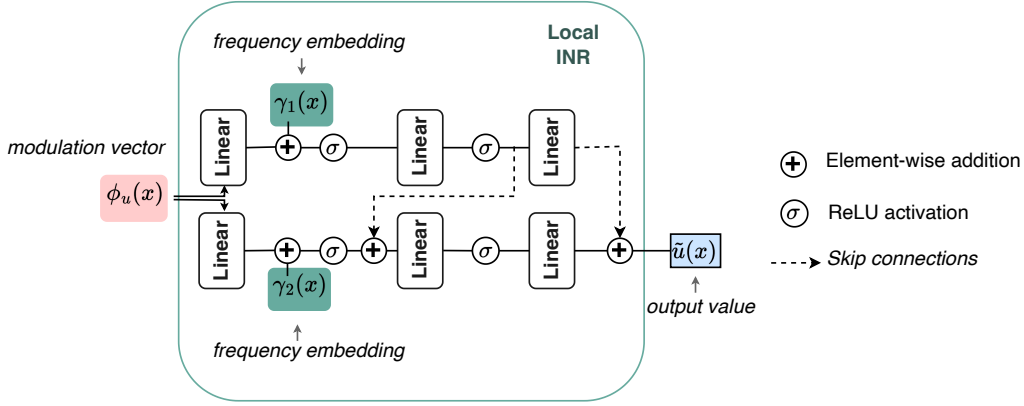 Local
INR
frequency embedding
γ₁(x)
Linear
σ
Linear
σ
Linear
modulation vector
ϕᵤ(x)
Linear
σ
Linear
σ
Linear
γ₂(x)
frequency embedding
ũ(x)
output value
Element-wise addition
σ ReLU activation
Skip connections